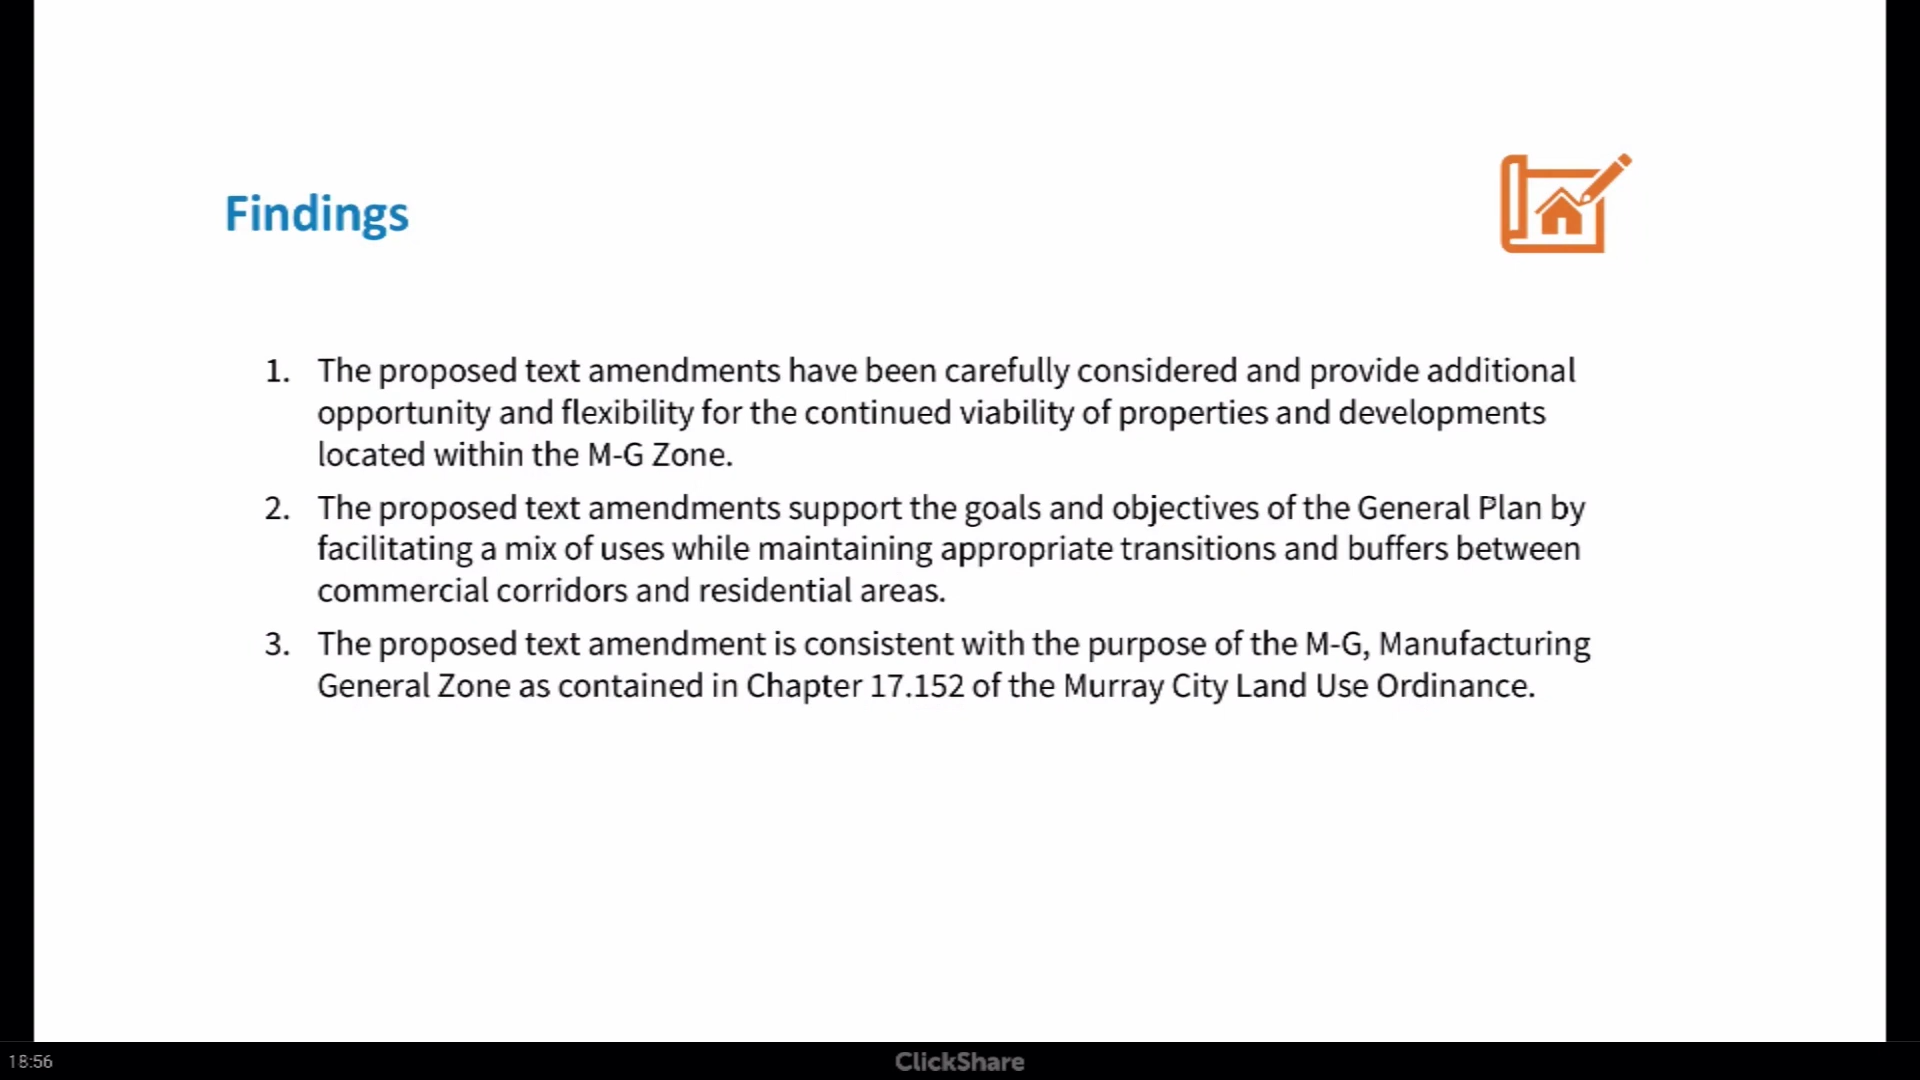 Findings
1. The proposed text amendments have been carefully considered and provide additional
opportunity and flexibility for the continued viability of properties and developments
located within the M-G Zone.
2. The proposed text amendments support the goals and objectives of the General Plan by
facilitating a mix of uses while maintaining appropriate transitions and buffers between
commercial corridors and residential areas.
3. The proposed text amendment is consistent with the purpose of the M-G, Manufacturing
General Zone as contained in Chapter 17.152 of the Murray City Land Use Ordinance.
18:56
ClickShare